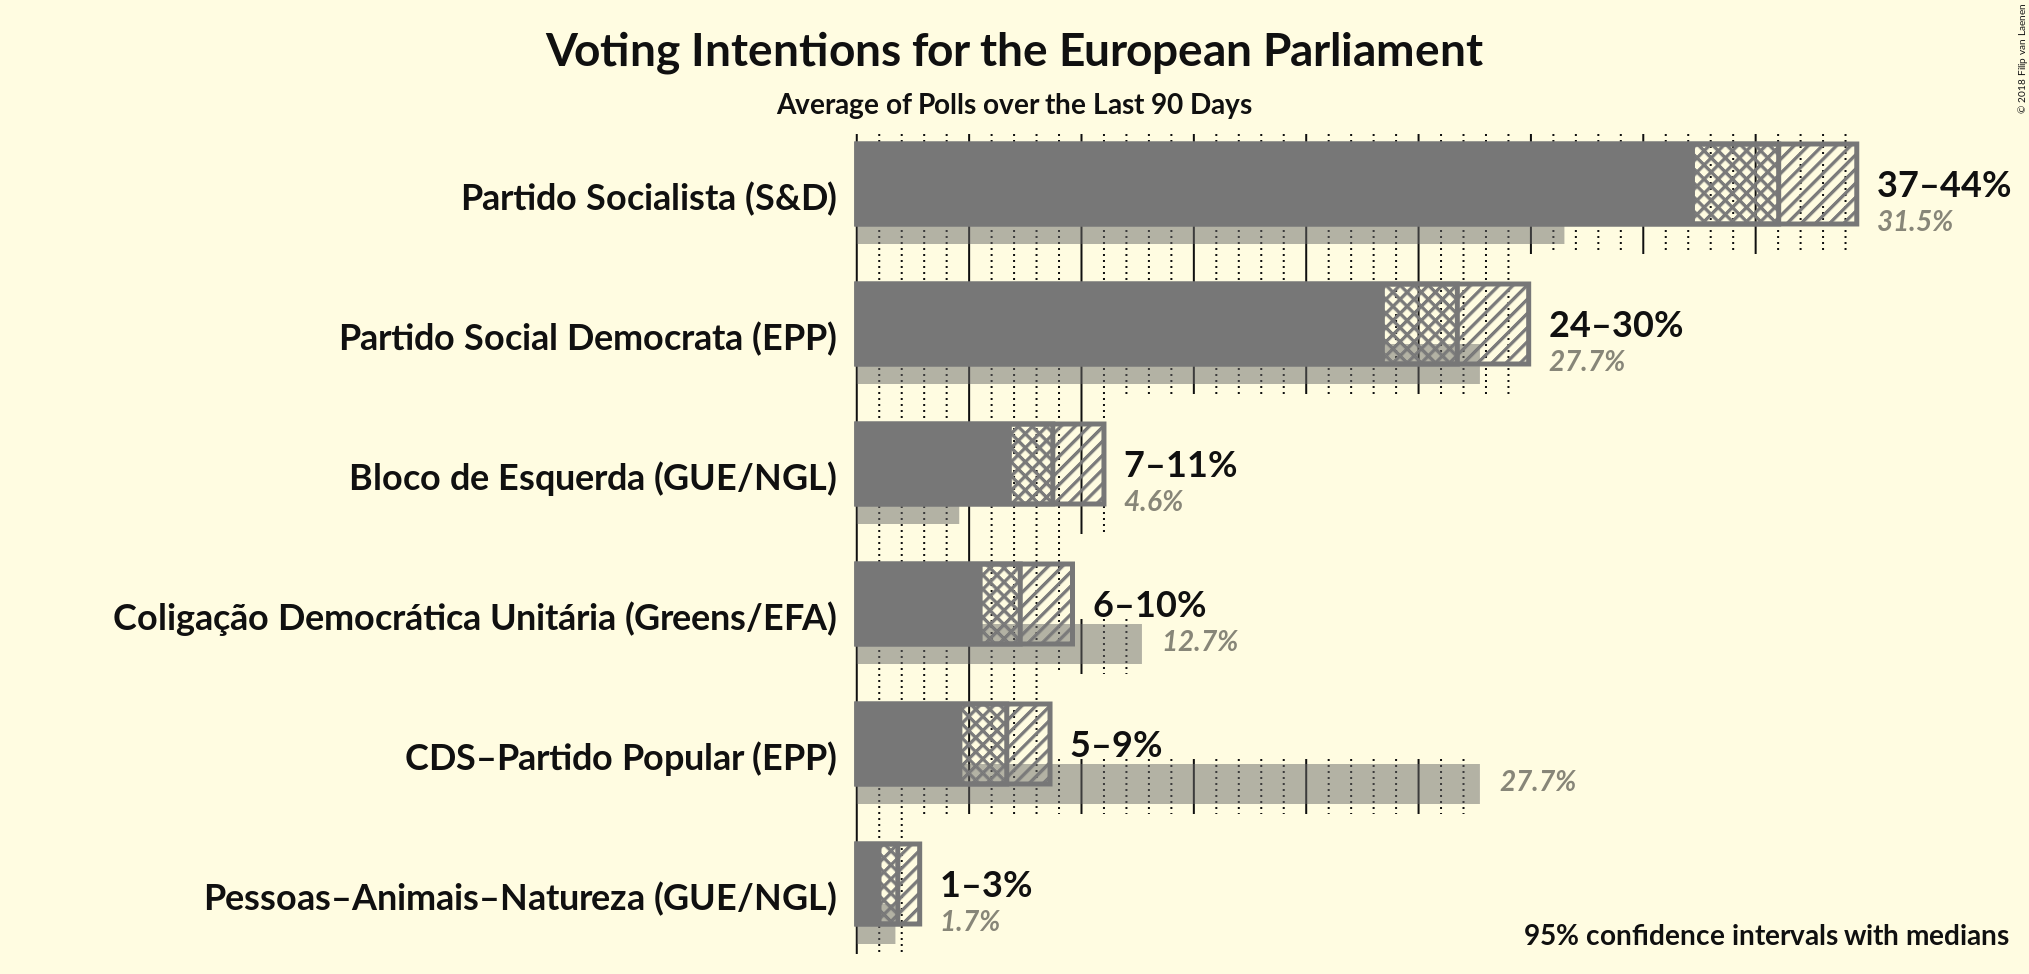 Voting Intentions for the European Parliament
Average of Polls over the Last 90 Days
© 2018 Filip van Laenen
Partido Socialista (S&D)
37–44%
31.5%
Partido Social Democrata (EPP)
24–30%
27.7%
Bloco de Esquerda (GUE/NGL)
7–11%
4.6%
Coligação Democrática Unitária (Greens/EFA)
6–10%
12.7%
CDS–Partido Popular (EPP)
5–9%
27.7%
Pessoas–Animais–Natureza (GUE/NGL)
1–3%
1.7%
95% confidence intervals with medians